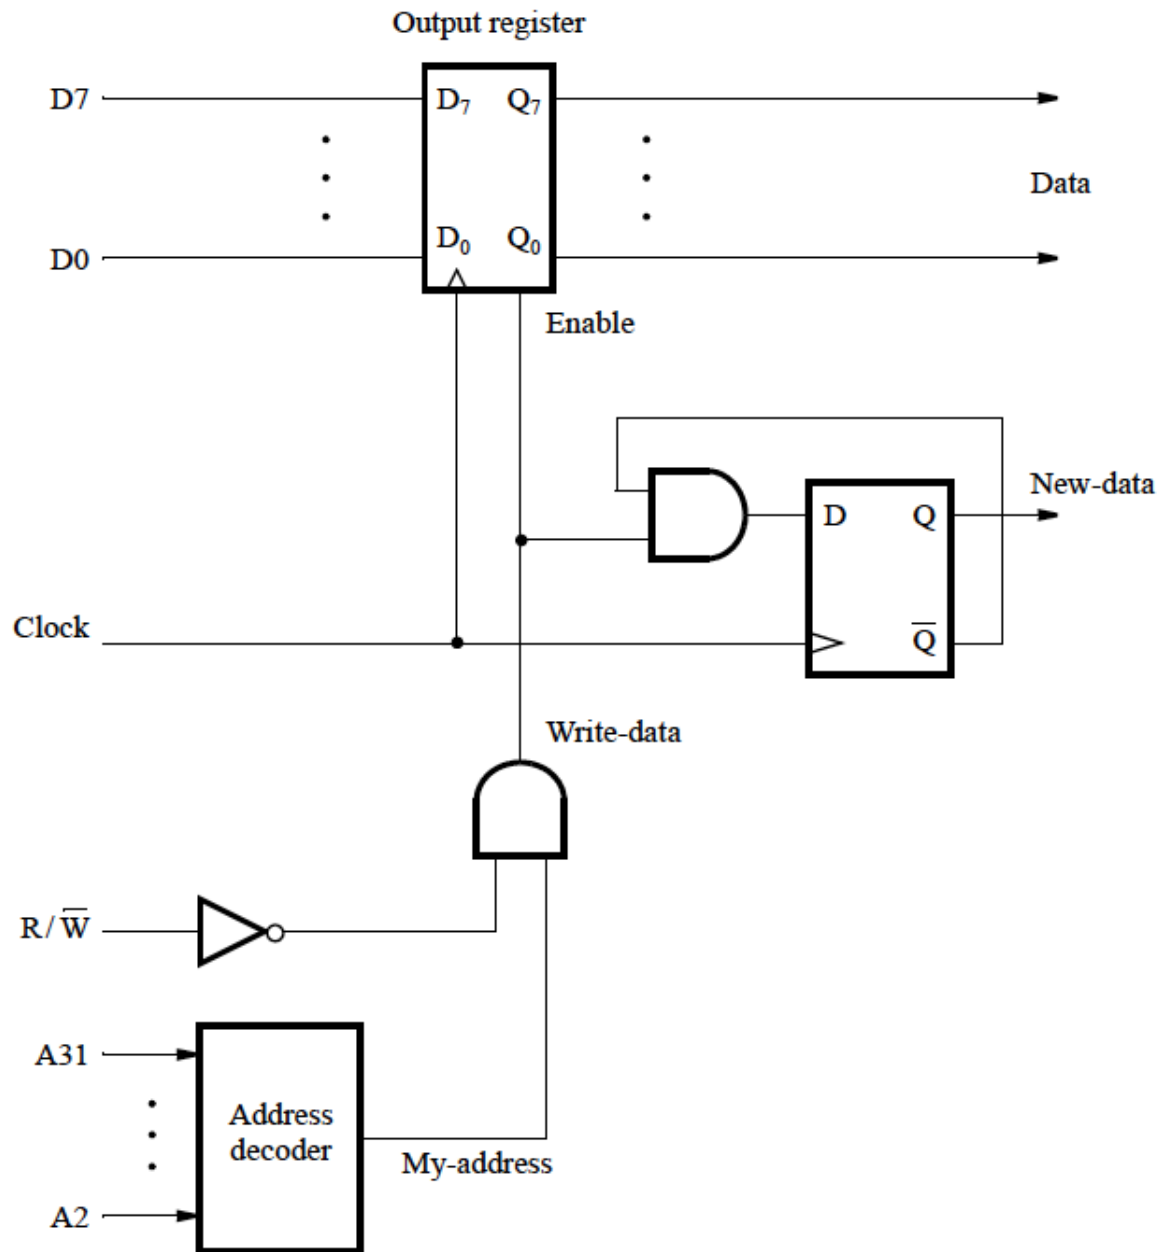 Output register
D7
D₇ Q₇
Data
D₀ Q₀
D0
Enable
New-data
D Q
Clock
Q̅
Write-data
R / W̅
A31
Address
decoder
My-address
A2